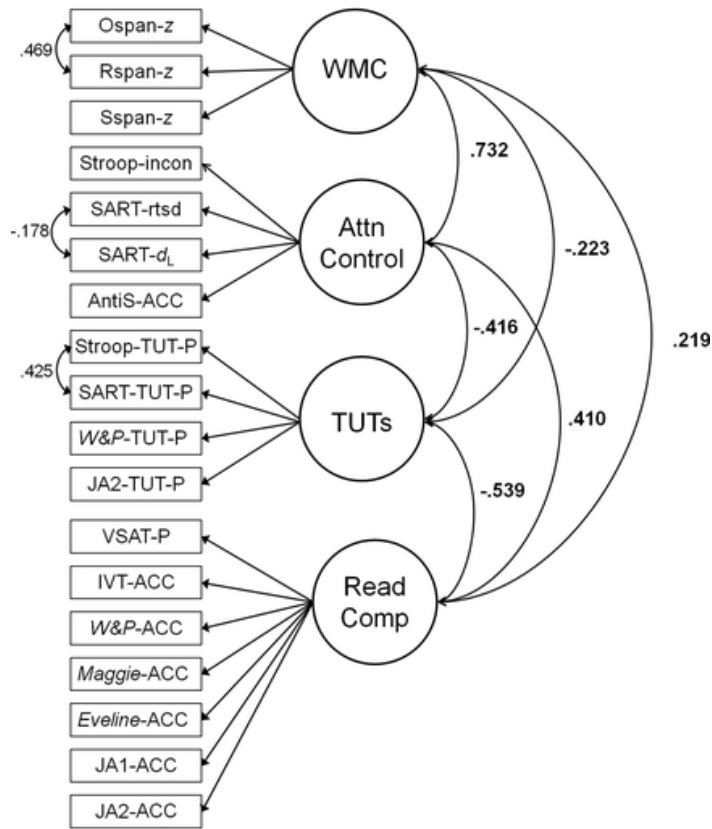 Ospan-z
.469
Rspan-z
Sspan-z
WMC
Stroop-incon
.732
SART-rtsd
-.178
SART-dL
Attn
Control
-.223
AntiS-ACC
Stroop-TUT-P
-.416
.219
.425
SART-TUT-P
TUTs
.410
W&P-TUT-P
JA2-TUT-P
-.539
VSAT-P
IVT-ACC
Read
Comp
W&P-ACC
Maggie-ACC
Eveline-ACC
JA1-ACC
JA2-ACC